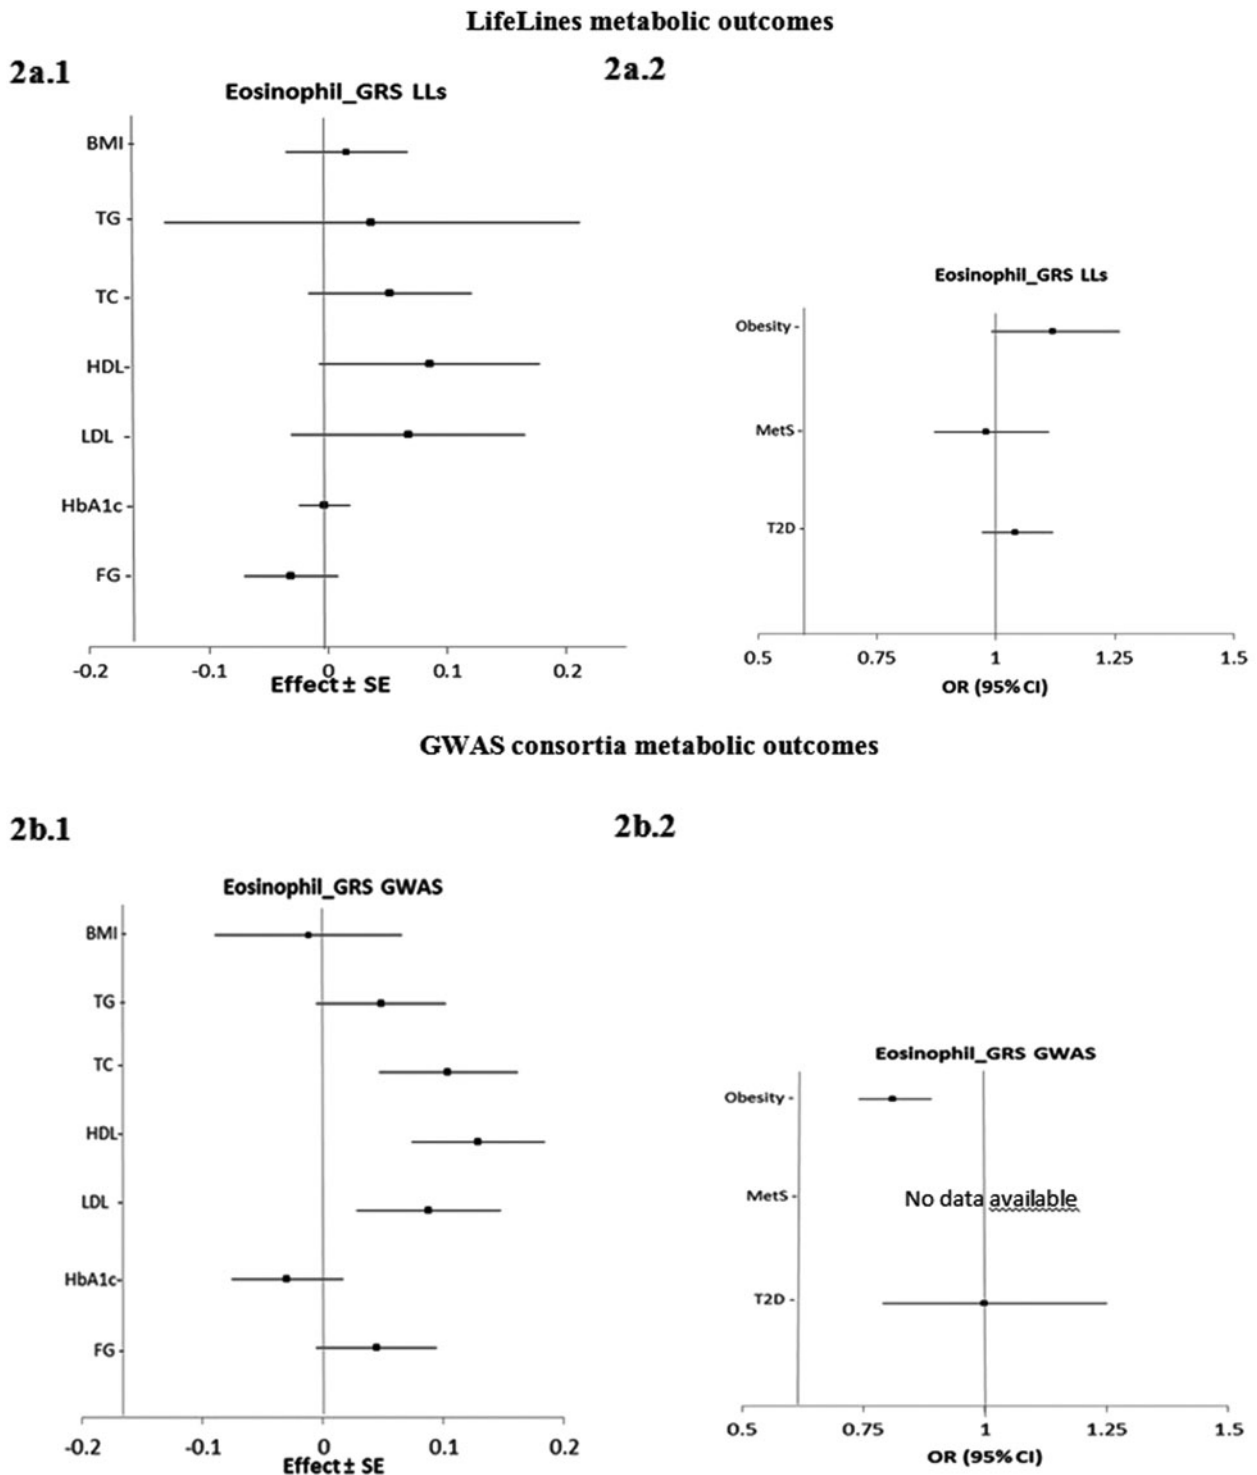 LifeLines metabolic outcomes
2a.1
Eosinophil_GRS LLs
BMI
TG
TC
HDL
LDL
HbA1c
FG
-0.2 -0.1 0 0.1 0.2
Effect ± SE
2a.2
Eosinophil_GRS LLs
Obesity
MetS
T2D
0.5 0.75 1 1.25 1.5
OR (95% CI)
GWAS consortia metabolic outcomes
2b.1
Eosinophil_GRS GWAS
BMI
TG
TC
HDL
LDL
HbA1c
FG
-0.2 -0.1 0 0.1 0.2
Effect ± SE
2b.2
Eosinophil_GRS GWAS
Obesity
MetS
No data available
T2D
0.5 0.75 1 1.25 1.5
OR (95% CI)